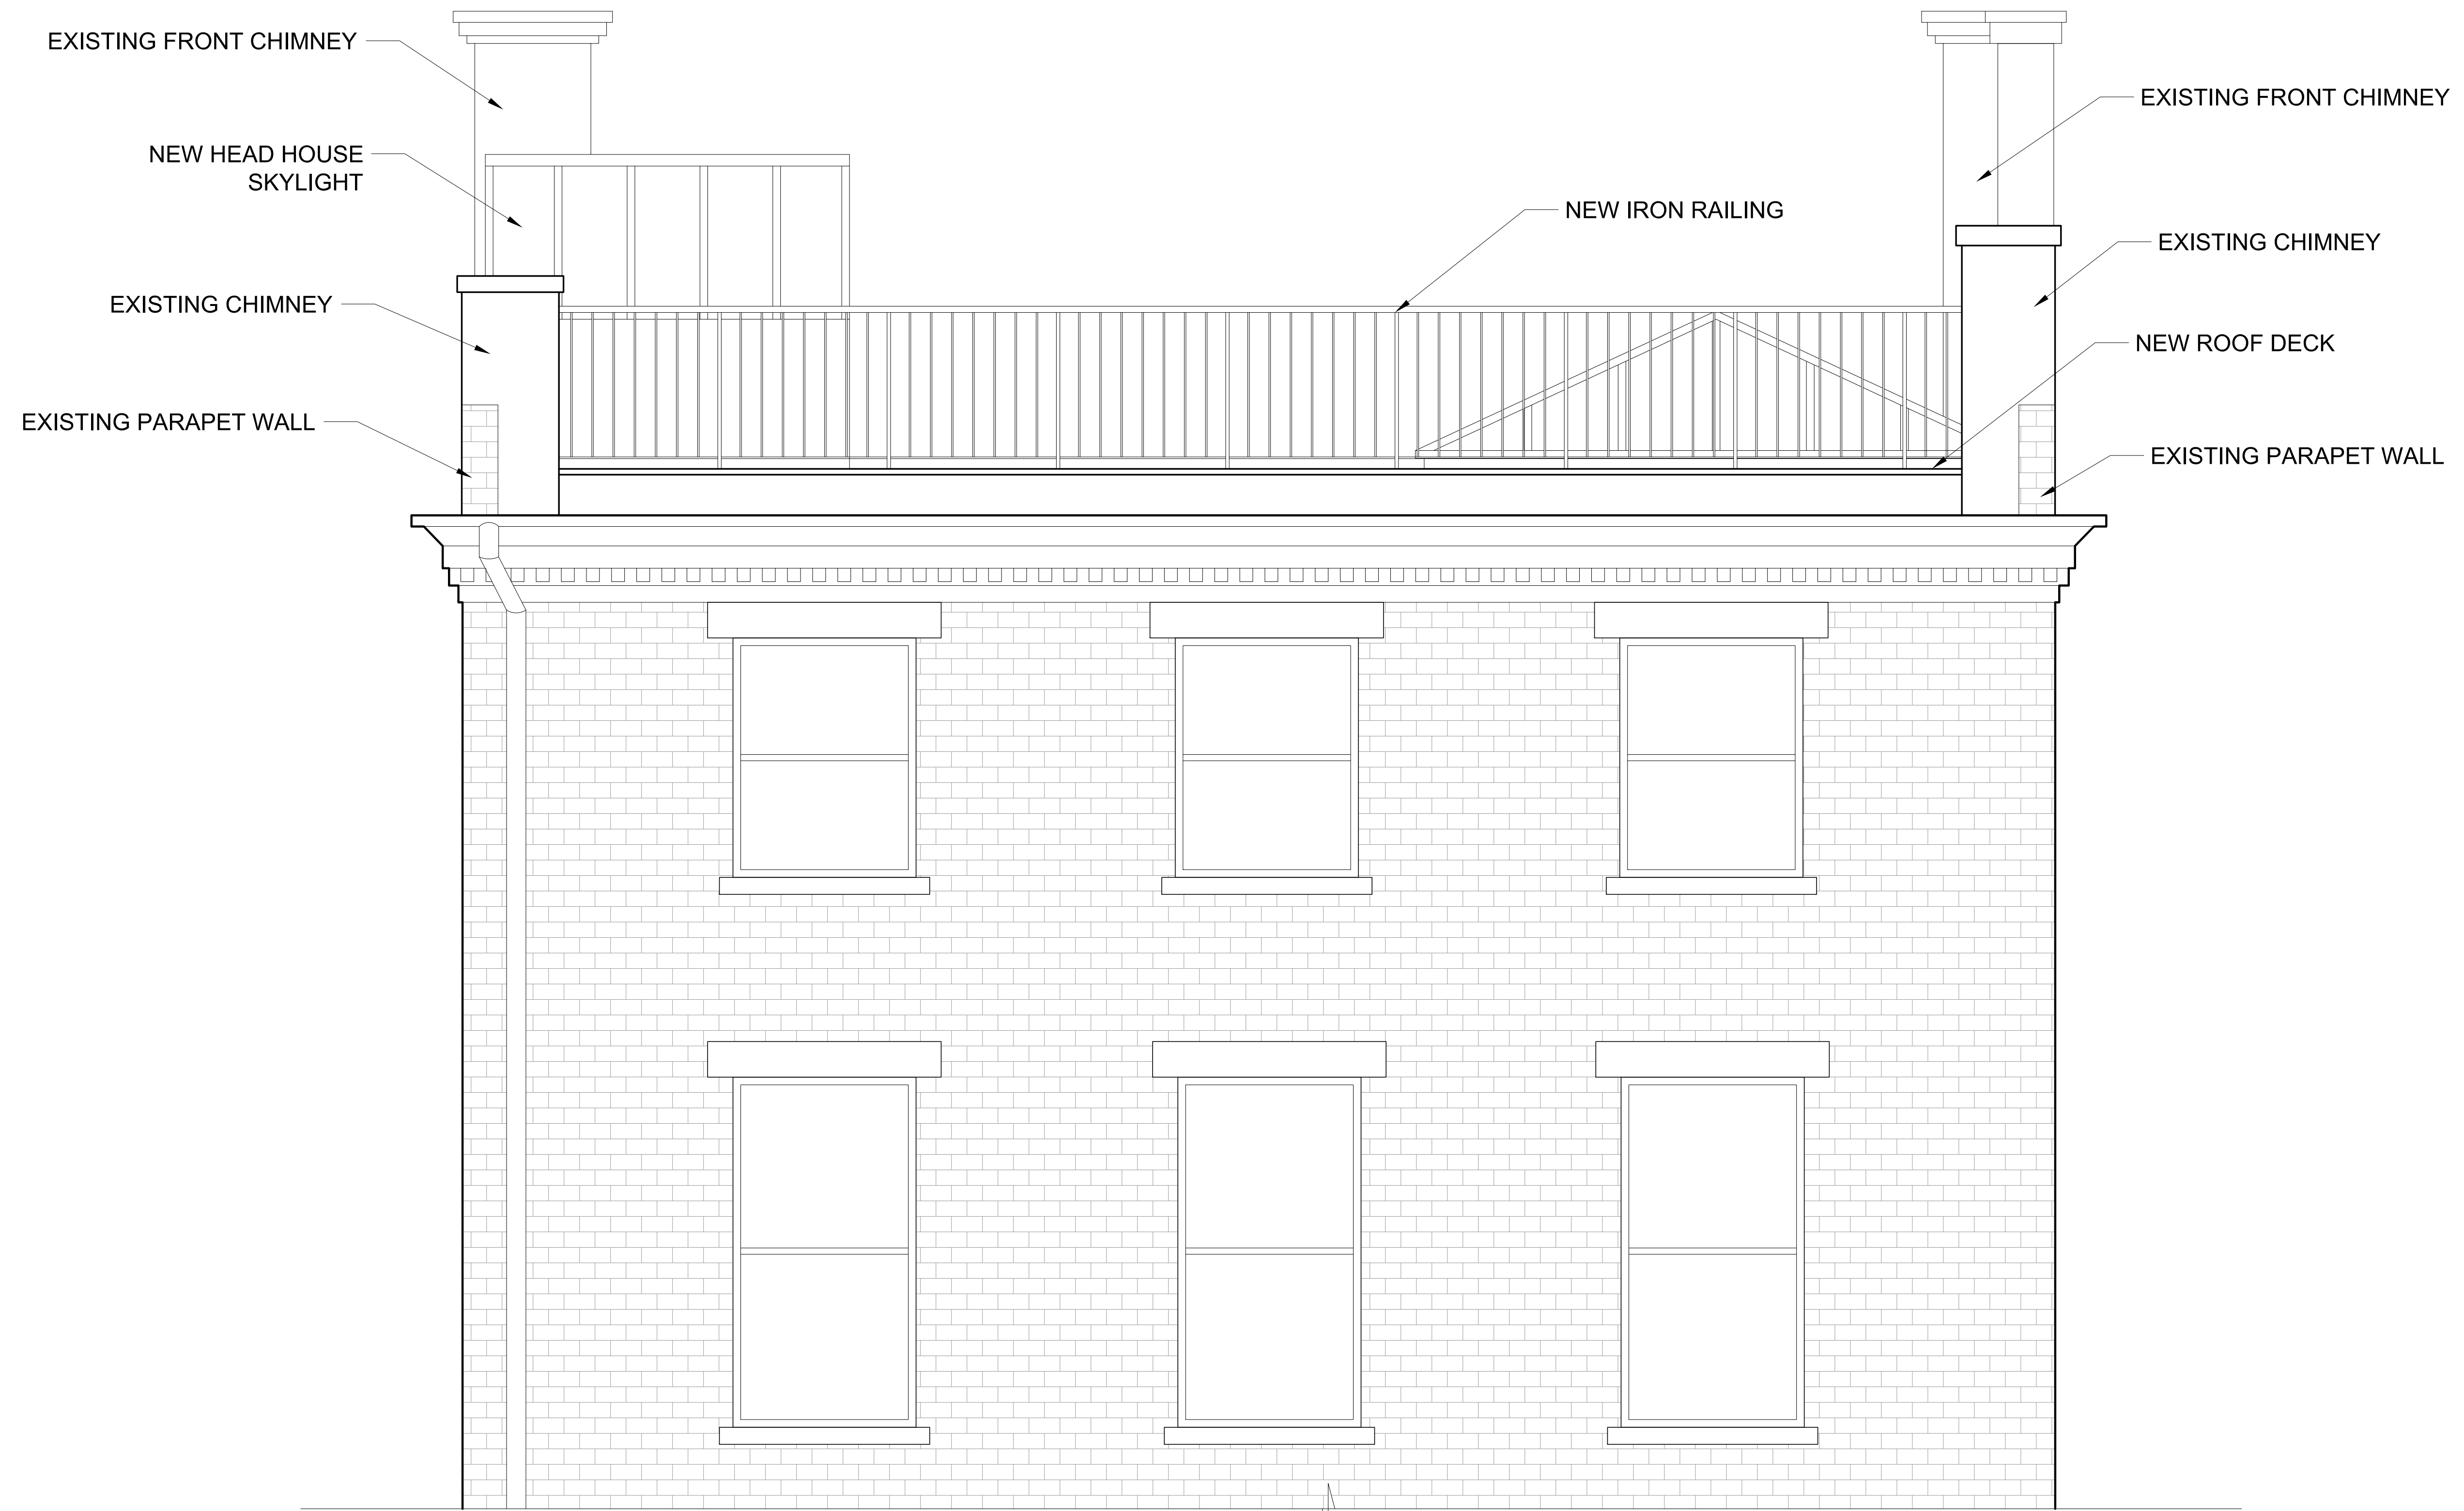 EXISTING FRONT CHIMNEY
NEW HEAD HOUSE
SKYLIGHT
EXISTING CHIMNEY
EXISTING PARAPET WALL
NEW IRON RAILING
EXISTING FRONT CHIMNEY
EXISTING CHIMNEY
NEW ROOF DECK
EXISTING PARAPET WALL